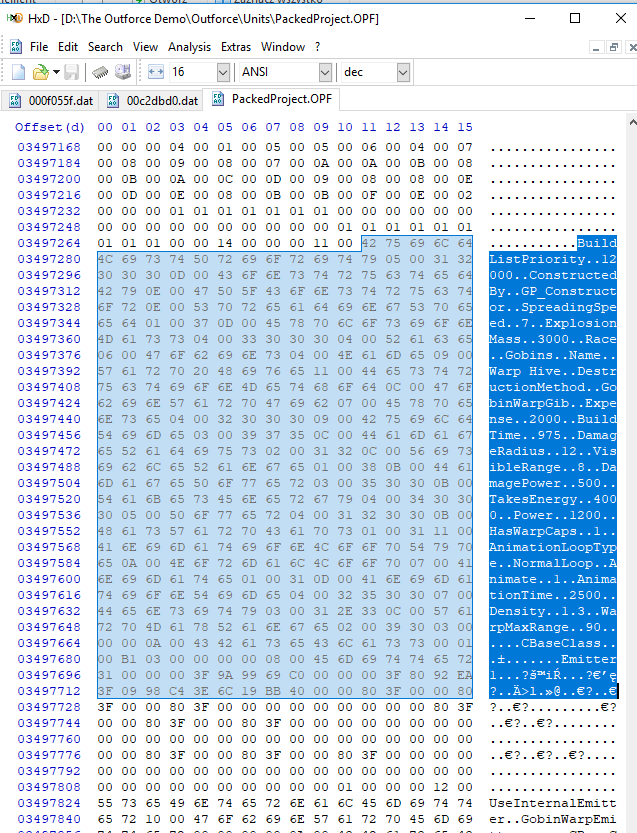 HxD - [D:\The Outforce Demo\Outforce\Units\PackedProject.OPF]
File Edit Search View Analysis Tools Extras Window ?
16 ANSI dec
000f055f.dat 00c2dbd0.dat PackedProject.OPF
Offset(d) 00 01 02 03 04 05 06 07 08 09 10 11 12 13 14 15
03497168 00 00 00 04 00 01 00 05 00 05 00 06 00 04 00 07 ................
03497184 00 08 00 09 00 08 00 07 00 0A 00 0A 00 0B 00 08 ................
03497200 00 0B 00 0A 00 0C 00 0D 00 09 00 08 00 08 00 0E ................
03497216 00 0D 00 0E 00 08 00 0B 00 0B 00 0F 00 0E 00 02 ................
03497232 00 00 00 01 01 01 01 01 01 01 00 00 00 00 00 00 ................
03497248 00 00 00 00 00 00 00 00 00 00 01 01 01 01 01 01 ................
03497264 01 01 01 00 00 14 00 00 00 11 00 42 75 69 6C 64 ...........Build
03497280 4C 69 73 74 50 72 69 6F 72 69 74 79 05 00 31 32 ListPriority..12
03497296 30 30 30 0D 00 43 6F 6E 73 74 72 75 63 74 65 64 000..Constructed
03497312 42 79 0E 00 47 50 5F 43 6F 6E 73 74 72 75 63 74 By..GP_Construct
03497328 6F 72 0E 00 53 70 72 65 61 64 69 6E 67 53 70 65 or..SpreadingSpe
03497344 65 64 01 00 37 0D 00 45 78 70 6C 6F 73 69 6F 6E ed..7..Explosion
03497360 4D 61 73 73 04 00 33 30 30 30 04 00 52 61 63 65 Mass..3000..Race
03497376 06 00 47 6F 62 69 6E 73 04 00 4E 61 6D 65 09 00 ..Gobins..Name..
03497392 57 61 72 70 20 48 69 76 65 11 00 44 65 73 74 72 Warp Hive..Destr
03497408 75 63 74 69 6F 6E 4D 65 74 68 6F 64 0C 00 47 6F uctionMethod..Go
03497424 62 69 6E 57 61 72 70 47 69 62 07 00 45 78 70 65 binWarpGib..Expe
03497440 6E 73 65 04 00 32 30 30 30 09 00 42 75 69 6C 64 nse..2000..Build
03497456 54 69 6D 65 03 00 39 37 35 0C 00 44 61 6D 61 67 Time..975..Damag
03497472 65 52 61 64 69 75 73 02 00 31 32 0C 00 56 69 73 eRadius..12..Vis
03497488 69 62 6C 65 52 61 6E 67 65 01 00 38 0B 00 44 61 ibleRange..8..Da
03497504 6D 61 67 65 50 6F 77 65 72 03 00 35 30 30 0B 00 magePower..500..
03497520 54 61 6B 65 73 45 6E 65 72 67 79 04 00 34 30 30 TakesEnergy..400
03497536 30 05 00 50 6F 77 65 72 04 00 31 32 30 30 0B 00 0..Power..1200..
03497552 48 61 73 57 61 72 70 43 61 70 73 01 00 31 11 00 HasWarpCaps..1..
03497568 41 6E 69 6D 61 74 69 6F 6E 4C 6F 6F 70 54 79 70 AnimationLoopTyp
03497584 65 0A 00 4E 6F 72 6D 61 6C 4C 6F 6F 70 07 00 41 e..NormalLoop..A
03497600 6E 69 6D 61 74 65 01 00 31 0D 00 41 6E 69 6D 61 nimate..1..Anima
03497616 74 69 6F 6E 54 69 6D 65 04 00 32 35 30 30 07 00 tionTime..2500..
03497632 44 65 6E 73 69 74 79 03 00 31 2E 33 0C 00 57 61 Density..1.3..Wa
03497648 72 70 4D 61 78 52 61 6E 67 65 02 00 39 30 03 00 rpMaxRange..90..
03497664 00 00 0A 00 43 42 61 73 65 43 6C 61 73 73 00 01 ....CBaseClass..
03497680 00 B1 03 00 00 00 00 08 00 45 6D 69 74 74 65 72 .±.......Emitter
03497696 31 00 00 00 3F 9A 99 69 C0 00 00 00 3F 80 92 EA 1...?š™iŔ...?€’ę
03497712 3F 09 98 C4 3E 6C 19 BB 40 00 00 80 3F 00 00 80 ?..Ä>l.»@..€?..€
03497728 3F 00 00 80 3F 00 00 00 00 00 00 00 00 00 80 3F ?..€?.........€?
03497744 00 00 80 3F 00 00 80 3F 00 00 00 00 00 00 00 00 ..€?..€?........
03497760 00 00 00 00 00 00 00 00 00 00 00 00 00 00 00 00 ................
03497776 00 00 80 3F 00 00 80 3F 00 00 80 3F 00 00 00 00 ..€?..€?..€?....
03497792 00 00 00 00 00 00 00 00 00 00 00 00 00 00 00 00 ................
03497808 00 00 00 00 00 00 00 00 00 00 01 00 00 00 12 00 ................
03497824 55 73 65 49 6E 74 65 72 6E 61 6C 45 6D 69 74 74 UseInternalEmitt
03497840 65 72 10 00 47 6F 62 69 6E 57 61 72 70 45 6D 69 er..GobinWarpEmi